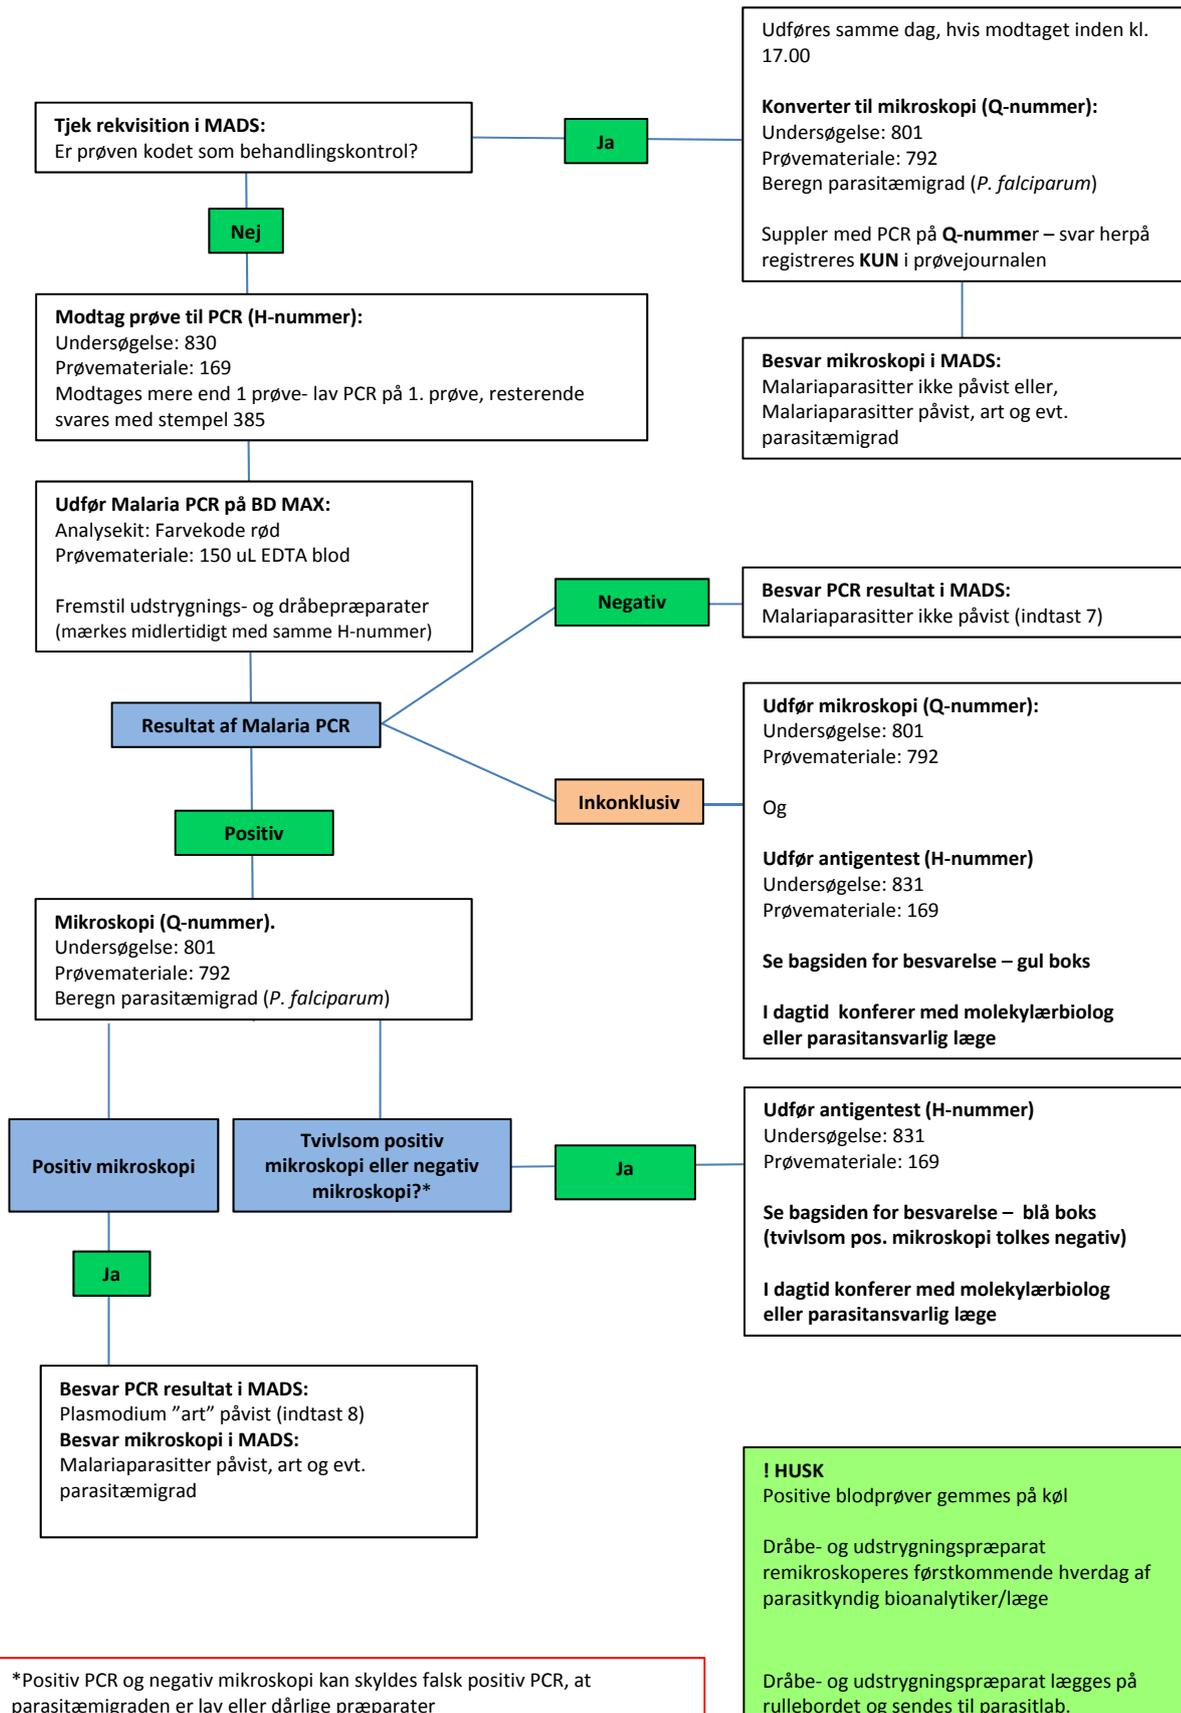 Tjek rekvisition i MADS:
Er prøven kodet som behandlingskontrol?
Ja
Udføres samme dag, hvis modtaget inden kl.
17.00
Konverter til mikroskopi (Q-nummer):
Undersøgelse: 801
Prøvemateriale: 792
Beregn parasitæmigrad (P. falciparum)
Suppler med PCR på Q-nummer – svar herpå
registreres KUN i prøvejournalen
Besvar mikroskopi i MADS:
Malariaparasitter ikke påvist eller,
Malariaparasitter påvist, art og evt.
parasitæmigrad
Nej
Modtag prøve til PCR (H-nummer):
Undersøgelse: 830
Prøvemateriale: 169
Modtages mere end 1 prøve- lav PCR på 1. prøve, resterende
svares med stempel 385
Udfør Malaria PCR på BD MAX:
Analysekit: Farvekode rød
Prøvemateriale: 150 uL EDTA blod
Fremstil udstrygnings- og dråbepræparater
(mærkes midlertidigt med samme H-nummer)
Resultat af Malaria PCR
Negativ
Besvar PCR resultat i MADS:
Malariaparasitter ikke påvist (indtast 7)
Inkonklusiv
Udfør mikroskopi (Q-nummer):
Undersøgelse: 801
Prøvemateriale: 792
Og
Udfør antigentest (H-nummer)
Undersøgelse: 831
Prøvemateriale: 169
Se bagsiden for besvarelse – gul boks
I dagtid konferer med molekylærbiolog
eller parasitansvarlig læge
Positiv
Mikroskopi (Q-nummer).
Undersøgelse: 801
Prøvemateriale: 792
Beregn parasitæmigrad (P. falciparum)
Positiv mikroskopi
Tvivlsom positiv
mikroskopi eller negativ
mikroskopi?*
Ja
Udfør antigentest (H-nummer)
Undersøgelse: 831
Prøvemateriale: 169
Se bagsiden for besvarelse – blå boks
(tvivlsom pos. mikroskopi tolkes negativ)
I dagtid konferer med molekylærbiolog
eller parasitansvarlig læge
Ja
Besvar PCR resultat i MADS:
Plasmodium ”art” påvist (indtast 8)
Besvar mikroskopi i MADS:
Malariaparasitter påvist, art og evt.
parasitæmigrad
! HUSK
Positive blodprøver gemmes på køl
Dråbe- og udstrygningspræparat
remikroskoperes førstkommende hverdag af
parasitkyndig bioanalytiker/læge
Dråbe- og udstrygningspræparat lægges på
rullebordet og sendes til parasitlab.
*Positiv PCR og negativ mikroskopi kan skyldes falsk positiv PCR, at
parasitæmigraden er lav eller dårlige præparater